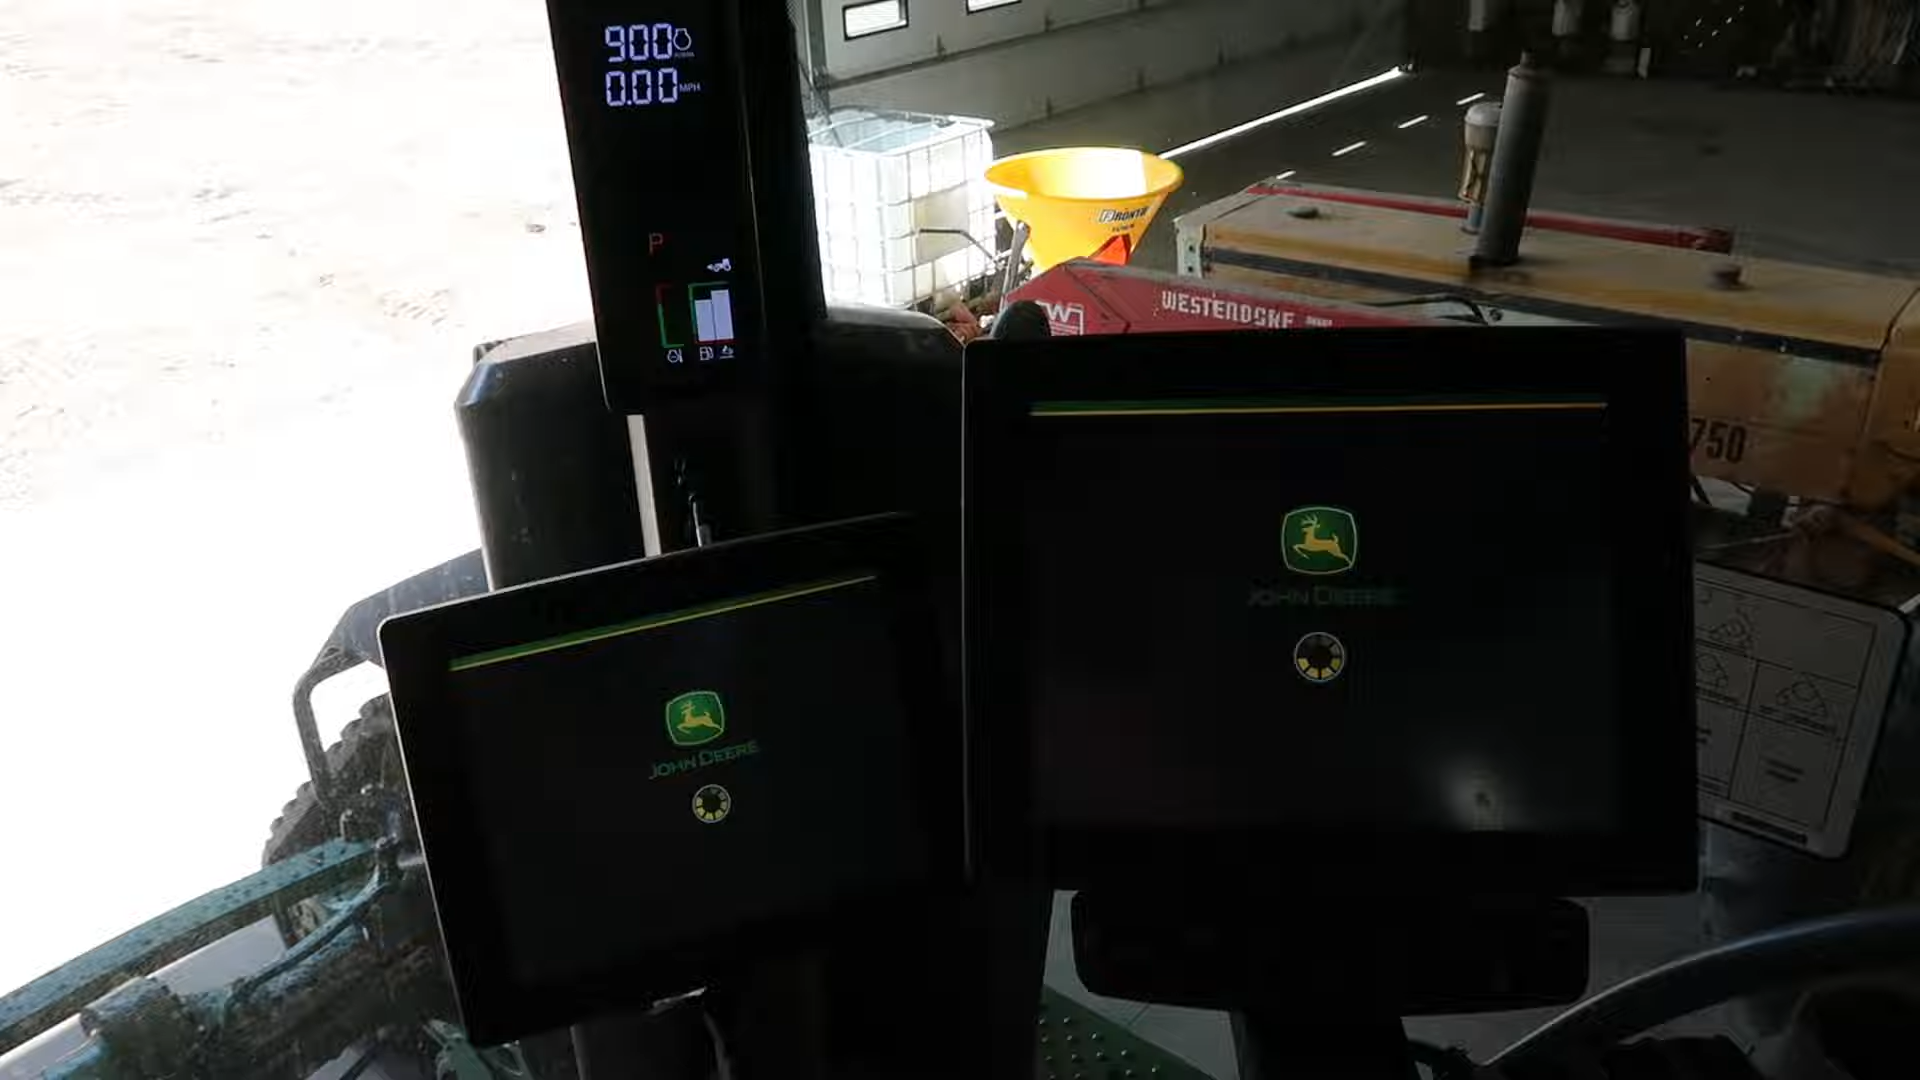 900
0.00 MPH
P
WESTENDORF
750
JOHN DEERE
JOHN DEERE